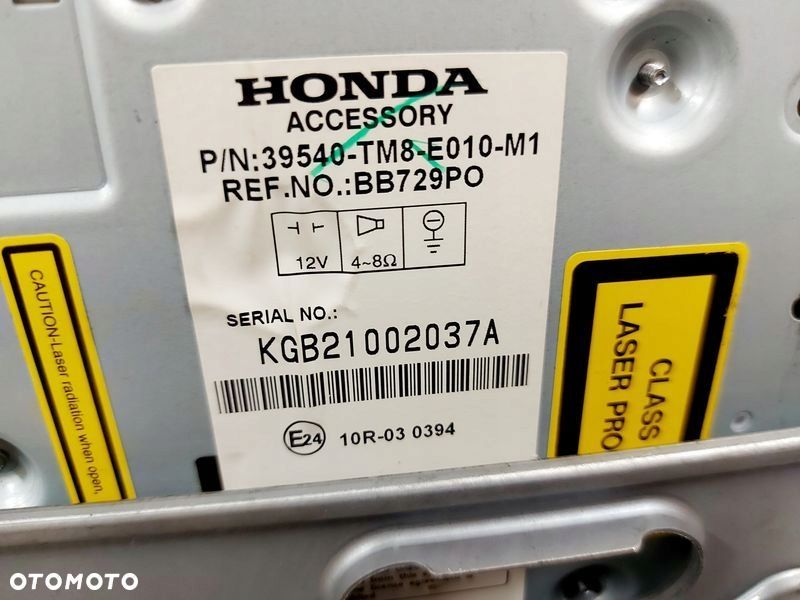 HONDA
ACCESSORY
P/N:39540-TM8-E010-M1
REF.NO.:BB729PO
12V
4~8Ω
SERIAL NO.:
KGB21002037A
E24
10R-03 0394
CAUTION-Laser radiation when open,
CLASS
LASER PRO
OTOMOTO